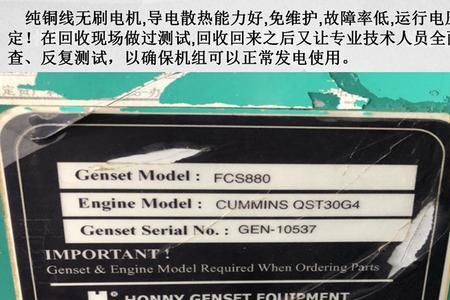 纯铜线无刷电机,导电散热能力好,免维护,故障率低,运行电
定！在回收现场做过测试,回收回来之后又让专业技术人员全
查、反复测试，以确保机组可以正常发电使用。
Genset Model : FCS880
Engine Model : CUMMINS QST30G4
Genset Serial No. : GEN-10537
IMPORTANT !
Genset & Engine Model Required When Ordering Parts
HONNY GENSET EQUIPMENT